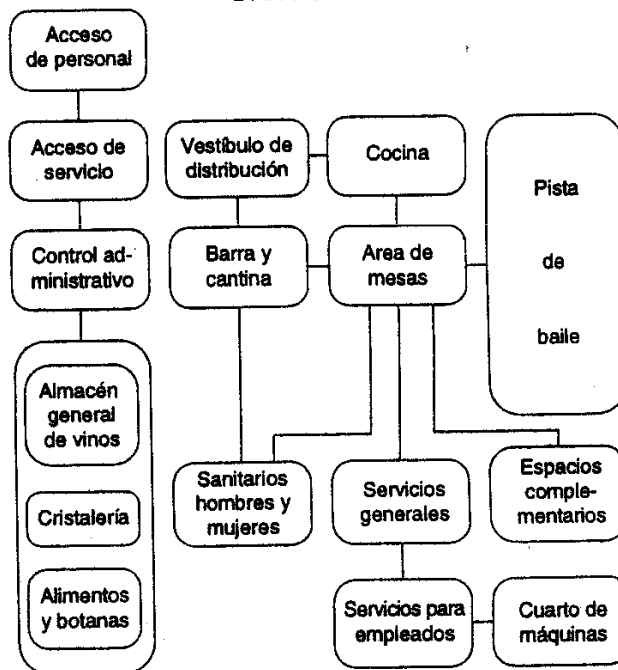 Acceso
de personal
Acceso de
servicio
Control ad-
ministrativo
Almacén
general
de vinos
Cristalería
Alimentos
y botanas
Vestíbulo de
distribución
Cocina
Barra y
cantina
Area de
mesas
Pista
de
baile
Sanitarios
hombres y
mujeres
Servicios
generales
Espacios
comple-
mentarios
Servicios para
empleados
Cuarto de
máquinas